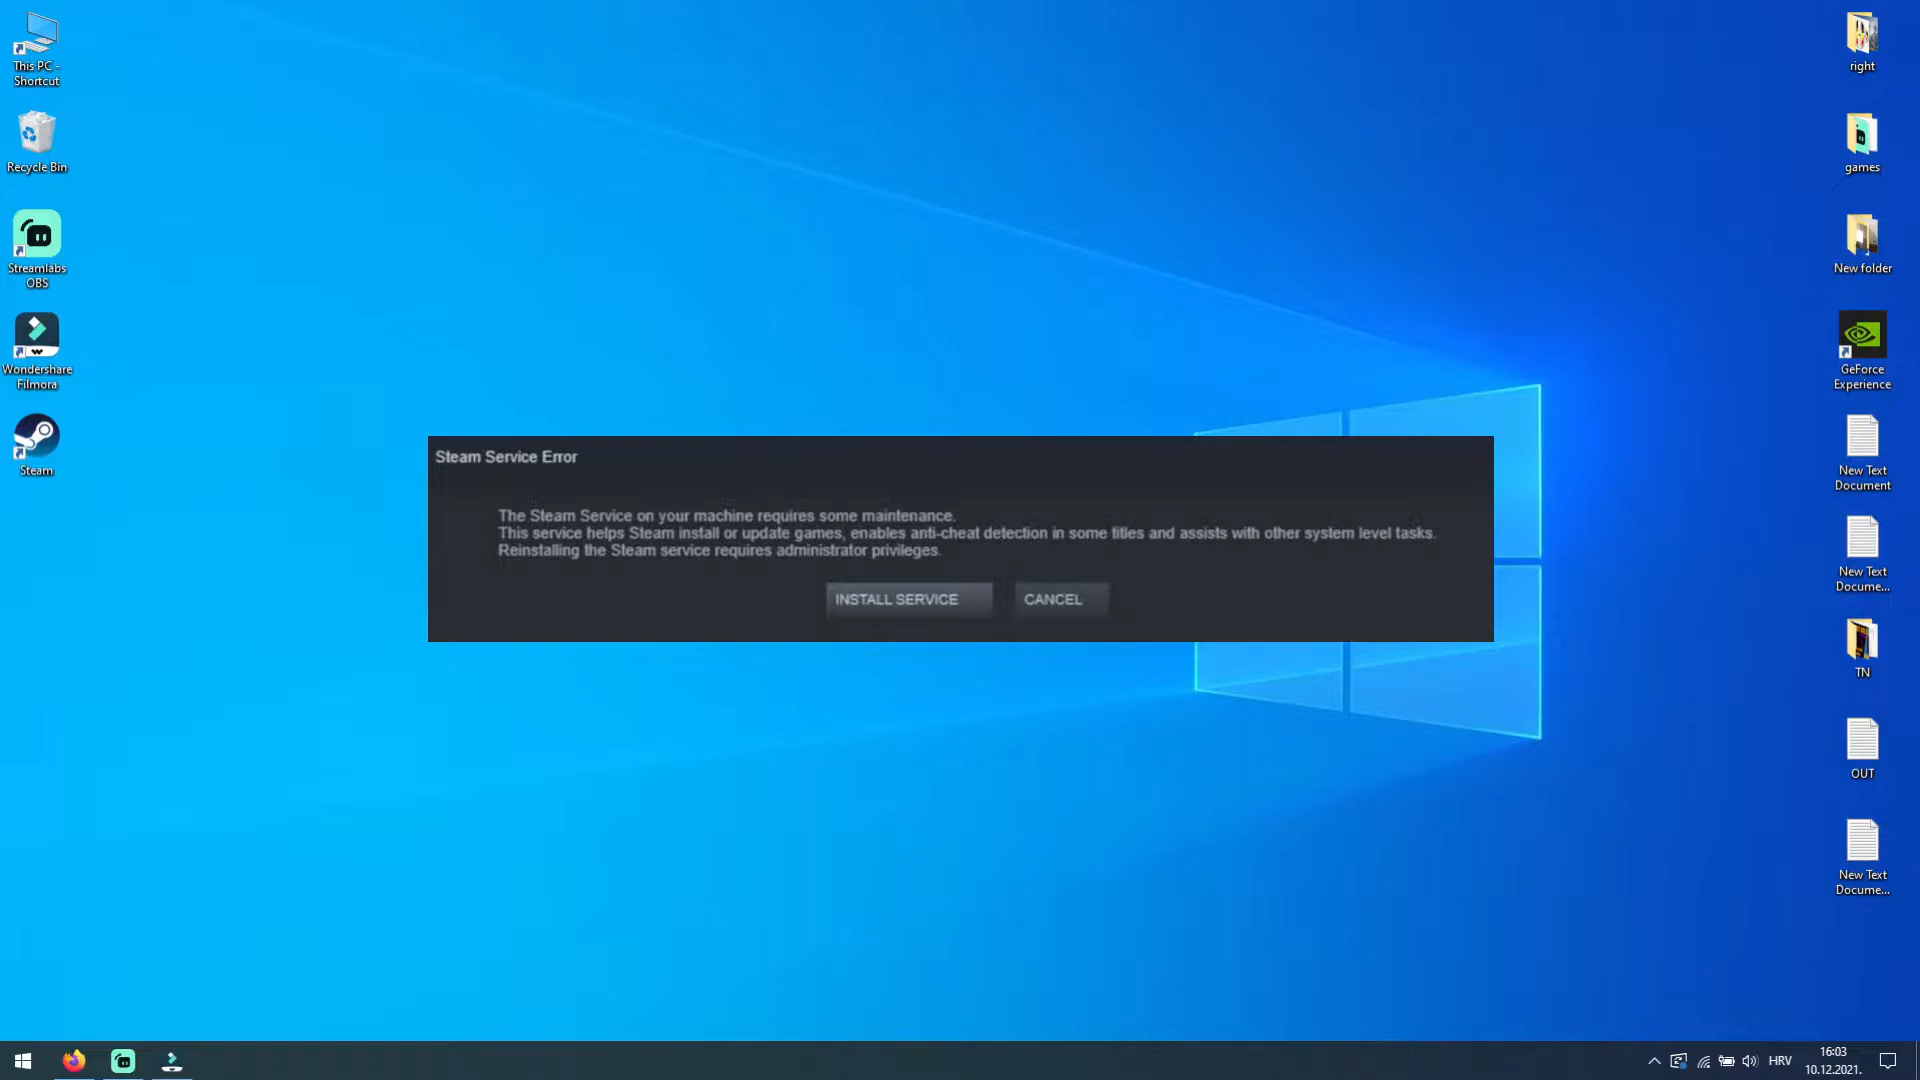 This PC -
Shortcut
Recycle Bin
Streamlabs
OBS
Wondershare
Filmora
Steam
right
games
New folder
GeForce
Experience
New Text
Document
New Text
Docume...
TN
OUT
New Text
Docume...
Steam Service Error
The Steam Service on your machine requires some maintenance.
This service helps Steam install or update games, enables anti-cheat detection in some titles and assists with other system level tasks.
Reinstalling the Steam service requires administrator privileges.
INSTALL SERVICE
CANCEL
HRV
16:03
10.12.2021.